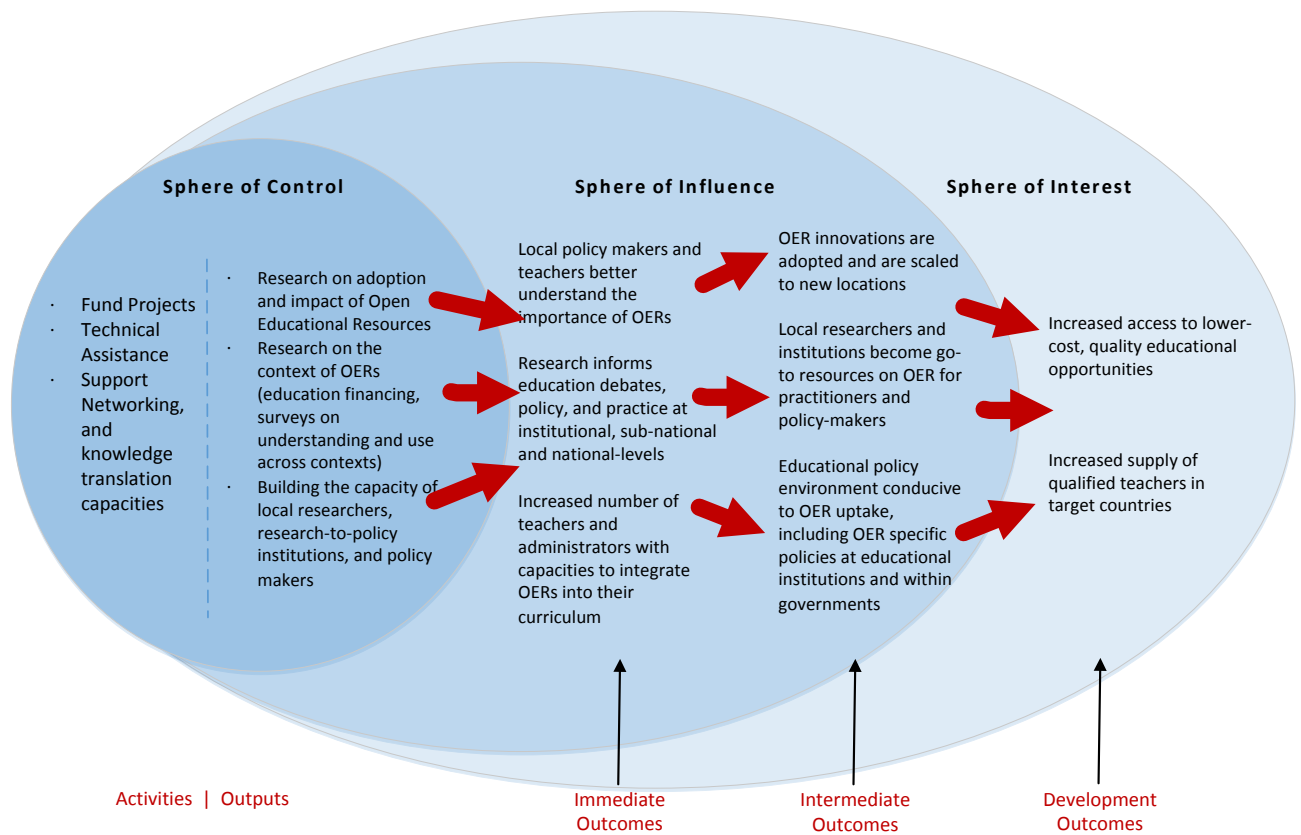 Sphere of Control
· Fund Projects
· Technical
Assistance
· Support
Networking,
and
knowledge
translation
capacities
· Research on adoption
and impact of Open
Educational Resources
· Research on the
context of OERs
(education financing,
surveys on
understanding and use
across contexts)
· Building the capacity of
local researchers,
research-to-policy
institutions, and policy
makers
Sphere of Influence
Local policy makers and
teachers better
understand the
importance of OERs
Research informs
education debates,
policy, and practice at
institutional, sub-national
and national-levels
Increased number of
teachers and
administrators with
capacities to integrate
OERs into their
curriculum
OER innovations are
adopted and are scaled
to new locations
Local researchers and
institutions become go-
to resources on OER for
practitioners and
policy-makers
Educational policy
environment conducive
to OER uptake,
including OER specific
policies at educational
institutions and within
governments
Sphere of Interest
Increased access to lower-
cost, quality educational
opportunities
Increased supply of
qualified teachers in
target countries
Activities | Outputs
Immediate
Outcomes
Intermediate
Outcomes
Development
Outcomes